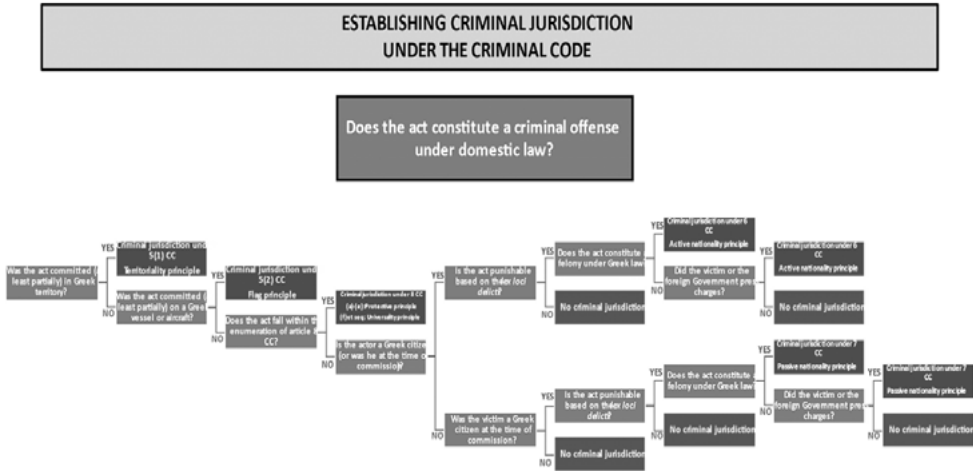 ESTABLISHING CRIMINAL JURISDICTION
UNDER THE CRIMINAL CODE
Does the act constitute a criminal offense
under domestic law?
Was the act committed (
least partially) in Greek
territory?
YES
Criminal jurisdiction und
5(1) CC
Territoriality principle
NO
Was the act committed (
least partially) on a Gree
vessel or aircraft?
YES
Criminal jurisdiction und
5(2) CC
Flag principle
NO
Does the act fall within th
enumeration of article 8
CC?
YES
Criminal jurisdiction under 8 CC
(a)-(e) Protective principle
(f) et seq: Universality principle
NO
Is the actor a Greek citize
(or was he at the time of
commission)?
YES
Is the act punishable
based on the lex loci
delicti?
YES
Does the act constitute
felony under Greek law
YES
Criminal jurisdiction under 6
CC
Active nationality principle
NO
Did the victim or the
foreign Government pres
charges?
YES
Criminal jurisdiction under 6
CC
Active nationality principle
NO
No criminal jurisdiction
NO
No criminal jurisdiction
NO
Was the victim a Greek
citizen at the time of
commission?
YES
Is the act punishable
based on the lex loci
delicti?
YES
Does the act constitute a
felony under Greek law?
YES
Criminal jurisdiction under 7
CC
Passive nationality principle
NO
Did the victim or the
foreign Government pres
charges?
YES
Criminal jurisdiction under 7
CC
Passive nationality principle
NO
No criminal jurisdiction
NO
No criminal jurisdiction
NO
No criminal jurisdiction